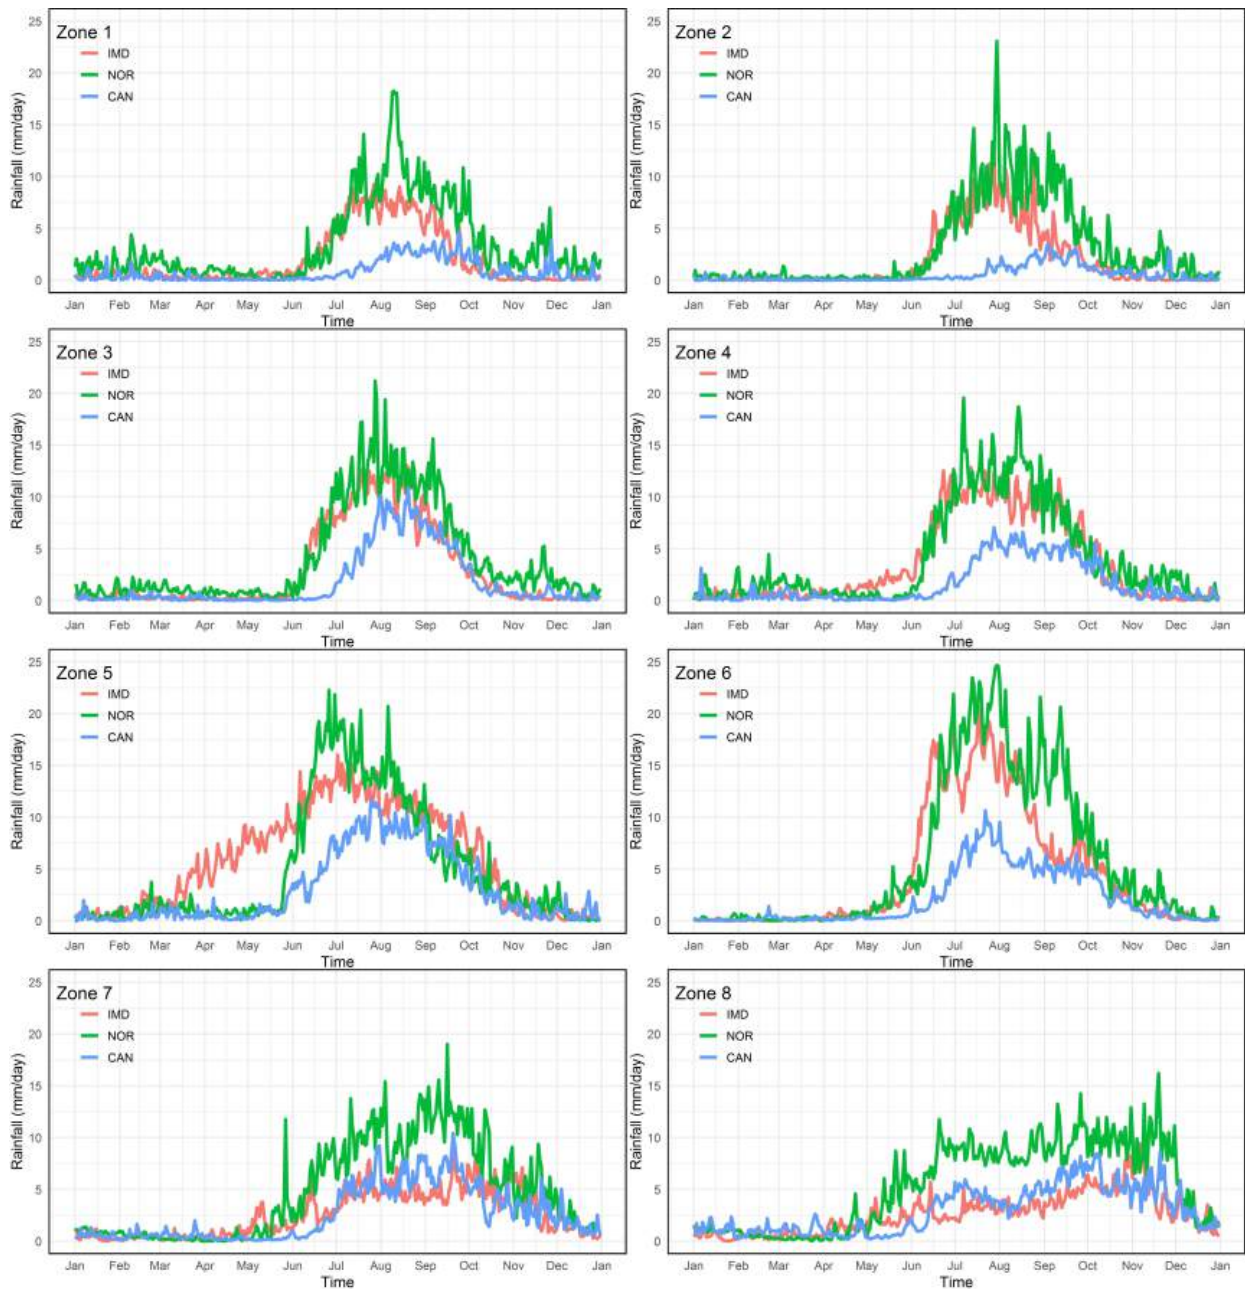 Zone 1
IMD
NOR
CAN
Rainfall (mm/day)
25
20
15
10
5
0
Jan Feb Mar Apr May Jun Jul Aug Sep Oct Nov Dec Jan
Time
Zone 2
IMD
NOR
CAN
Rainfall (mm/day)
25
20
15
10
5
0
Jan Feb Mar Apr May Jun Jul Aug Sep Oct Nov Dec Jan
Time
Zone 3
IMD
NOR
CAN
Rainfall (mm/day)
25
20
15
10
5
0
Jan Feb Mar Apr May Jun Jul Aug Sep Oct Nov Dec Jan
Time
Zone 4
IMD
NOR
CAN
Rainfall (mm/day)
25
20
15
10
5
0
Jan Feb Mar Apr May Jun Jul Aug Sep Oct Nov Dec Jan
Time
Zone 5
IMD
NOR
CAN
Rainfall (mm/day)
25
20
15
10
5
0
Jan Feb Mar Apr May Jun Jul Aug Sep Oct Nov Dec Jan
Time
Zone 6
IMD
NOR
CAN
Rainfall (mm/day)
25
20
15
10
5
0
Jan Feb Mar Apr May Jun Jul Aug Sep Oct Nov Dec Jan
Time
Zone 7
IMD
NOR
CAN
Rainfall (mm/day)
25
20
15
10
5
0
Jan Feb Mar Apr May Jun Jul Aug Sep Oct Nov Dec Jan
Time
Zone 8
IMD
NOR
CAN
Rainfall (mm/day)
25
20
15
10
5
0
Jan Feb Mar Apr May Jun Jul Aug Sep Oct Nov Dec Jan
Time